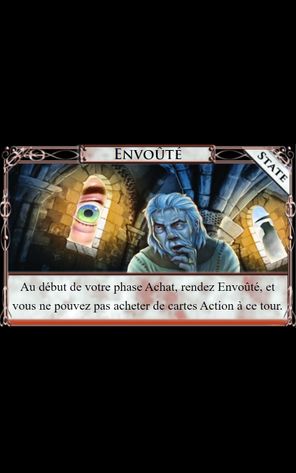 ENVOÛTÉ
STATE
Au début de votre phase Achat, rendez Envoûté, et
vous ne pouvez pas acheter de cartes Action à ce tour.